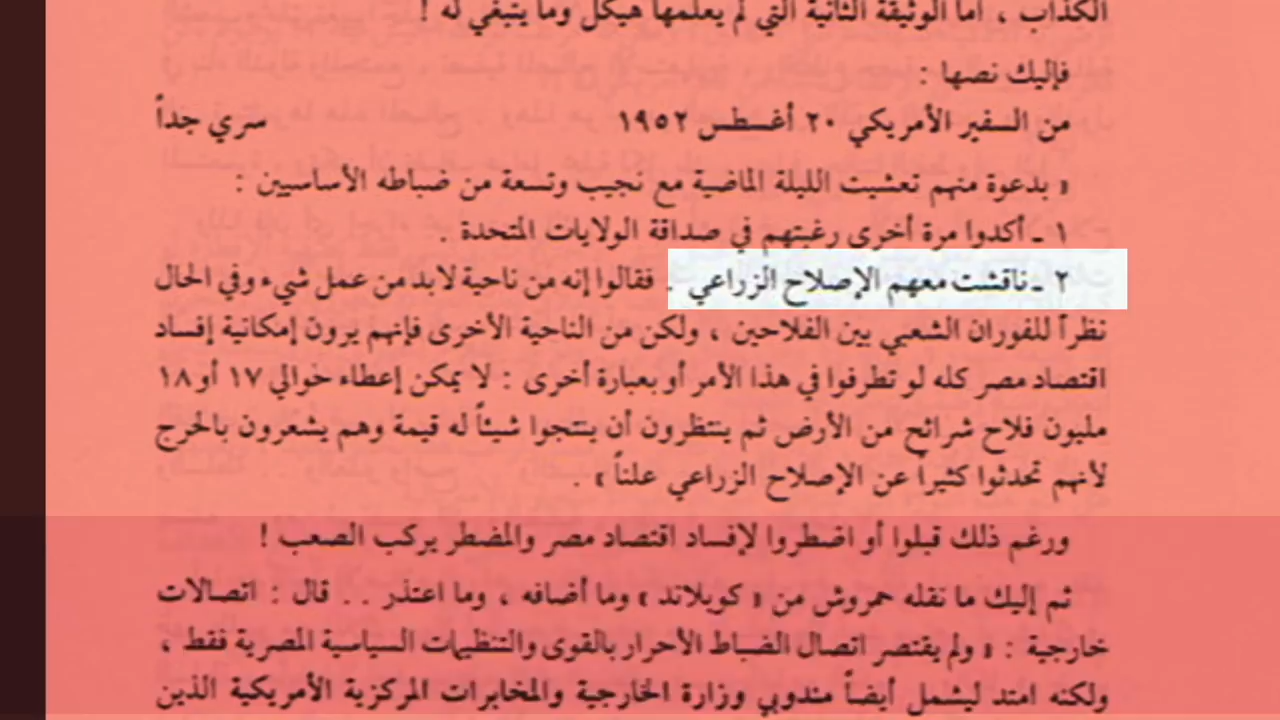 الكذاب ، أما الوثيقة الثانية التي لم يعلمها هيكل وما ينبغي له !
فإليك نصها :
من السفير الأمريكي ٢٠ أغسطس ١٩٥٢ سري جداً
« بدعوة منهم تعشيت الليلة الماضية مع نجيب وتسعة من ضباطه الأساسيين :
١ ـ أكدوا مرة أخرى رغبتهم في صداقة الولايات المتحدة .
٢ ـ ناقشت معهم الإصلاح الزراعي . فقالوا إنه من ناحية لابد من عمل شيء وفي الحال
نظراً للفوران الشعبي بين الفلاحين ، ولكن من الناحية الأخرى فإنهم يرون إمكانية إفساد
اقتصاد مصر كله لو تطرفوا في هذا الأمر أو بعبارة أخرى : لا يمكن إعطاء حوالي ١٧ أو ١٨
مليون فلاح شرائح من الأرض ثم ينتظرون أن ينتجوا شيئاً له قيمة وهم يشعرون بالحرج
لأنهم تحدثوا كثيراً عن الإصلاح الزراعي علناً » .
ورغم ذلك قبلوا أو اضطروا لإفساد اقتصاد مصر والمضطر يركب الصعب !
ثم إليك ما نقله حمروش من « كوبلاند » وما أضافه ، وما اعتذر . . قال : اتصالات
خارجية : « ولم يقتصر اتصال الضباط الأحرار بالقوى والتنظيمات السياسية المصرية فقط ،
ولكنه امتد ليشمل أيضاً مندوبي وزارة الخارجية والمخابرات المركزية الأمريكية الذين